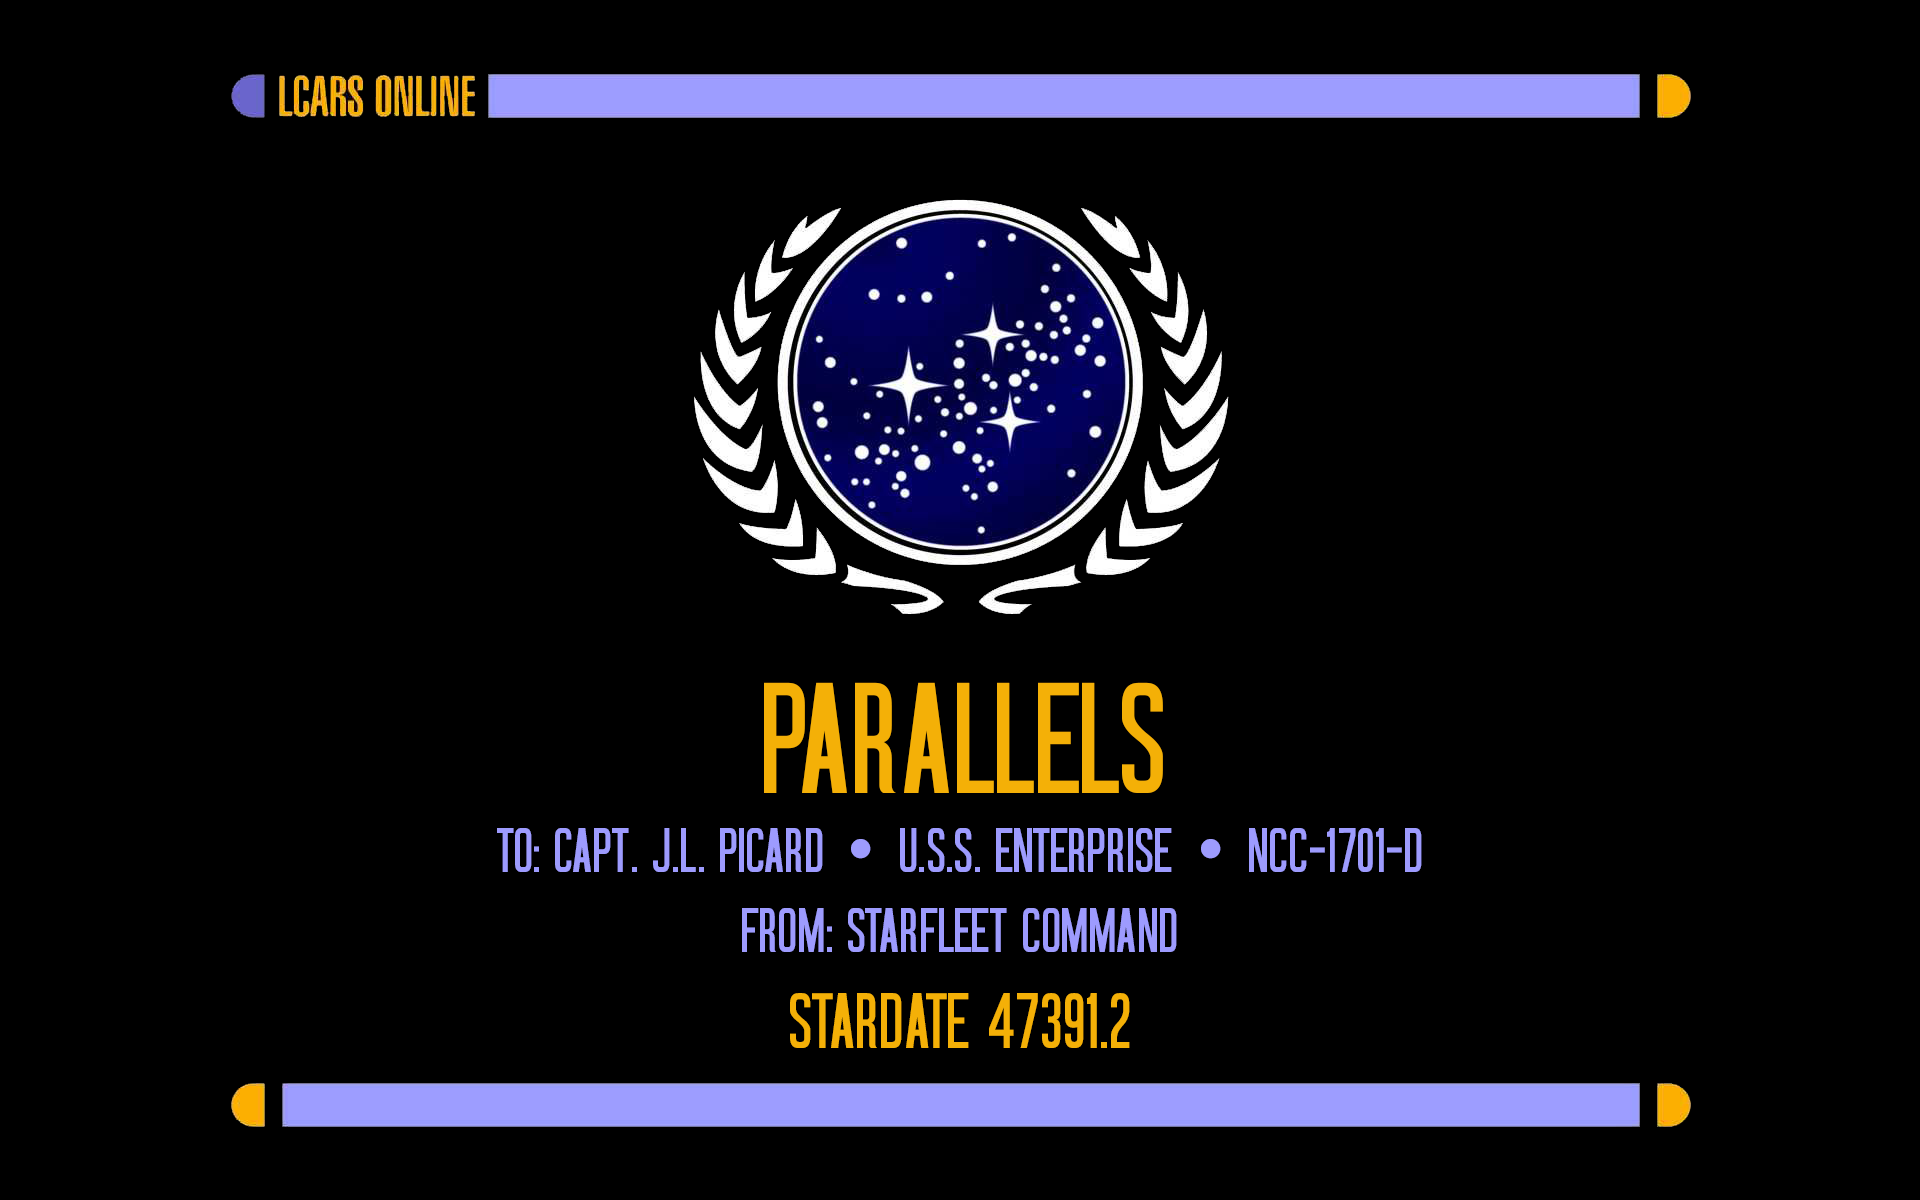 LCARS ONLINE
PARALLELS
TO: CAPT. J.L. PICARD • U.S.S. ENTERPRISE • NCC-1701-D
FROM: STARFLEET COMMAND
STARDATE 47391.2